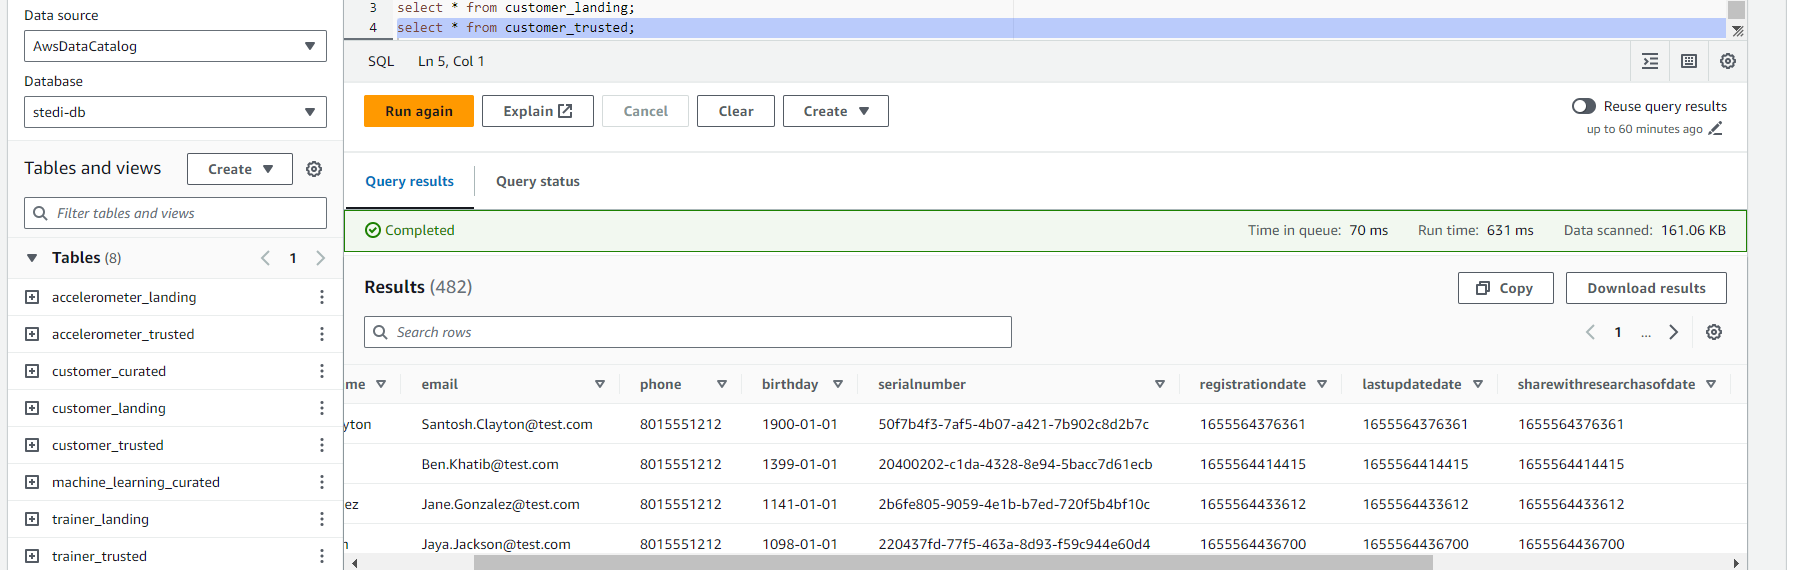 Data source
AwsDataCatalog
Database
stedi-db
Tables and views
Create
Filter tables and views
Tables (8)
1
accelerometer_landing
accelerometer_trusted
customer_curated
customer_landing
customer_trusted
machine_learning_curated
trainer_landing
trainer_trusted
3 select * from customer_landing;
4 select * from customer_trusted;
SQL Ln 5, Col 1
Run again Explain Cancel Clear Create
Reuse query results
up to 60 minutes ago
Query results Query status
Completed Time in queue: 70 ms Run time: 631 ms Data scanned: 161.06 KB
Results (482) Copy Download results
Search rows 1 ...
me email phone birthday serialnumber registrationdate lastupdatedate sharewithresearchasofdate
yton Santosh.Clayton@test.com 8015551212 1900-01-01 50f7b4f3-7af5-4b07-a421-7b902c8d2b7c 1655564376361 1655564376361 1655564376361
Ben.Khatib@test.com 8015551212 1399-01-01 20400202-c1da-4328-8e94-5bacc7d61ecb 1655564414415 1655564414415 1655564414415
ez Jane.Gonzalez@test.com 8015551212 1141-01-01 2b6fe805-9059-4e1b-b7ed-720f5b4bf10c 1655564433612 1655564433612 1655564433612
n Jaya.Jackson@test.com 8015551212 1098-01-01 220437fd-77f5-463a-8d93-f59c944e60d4 1655564436700 1655564436700 1655564436700